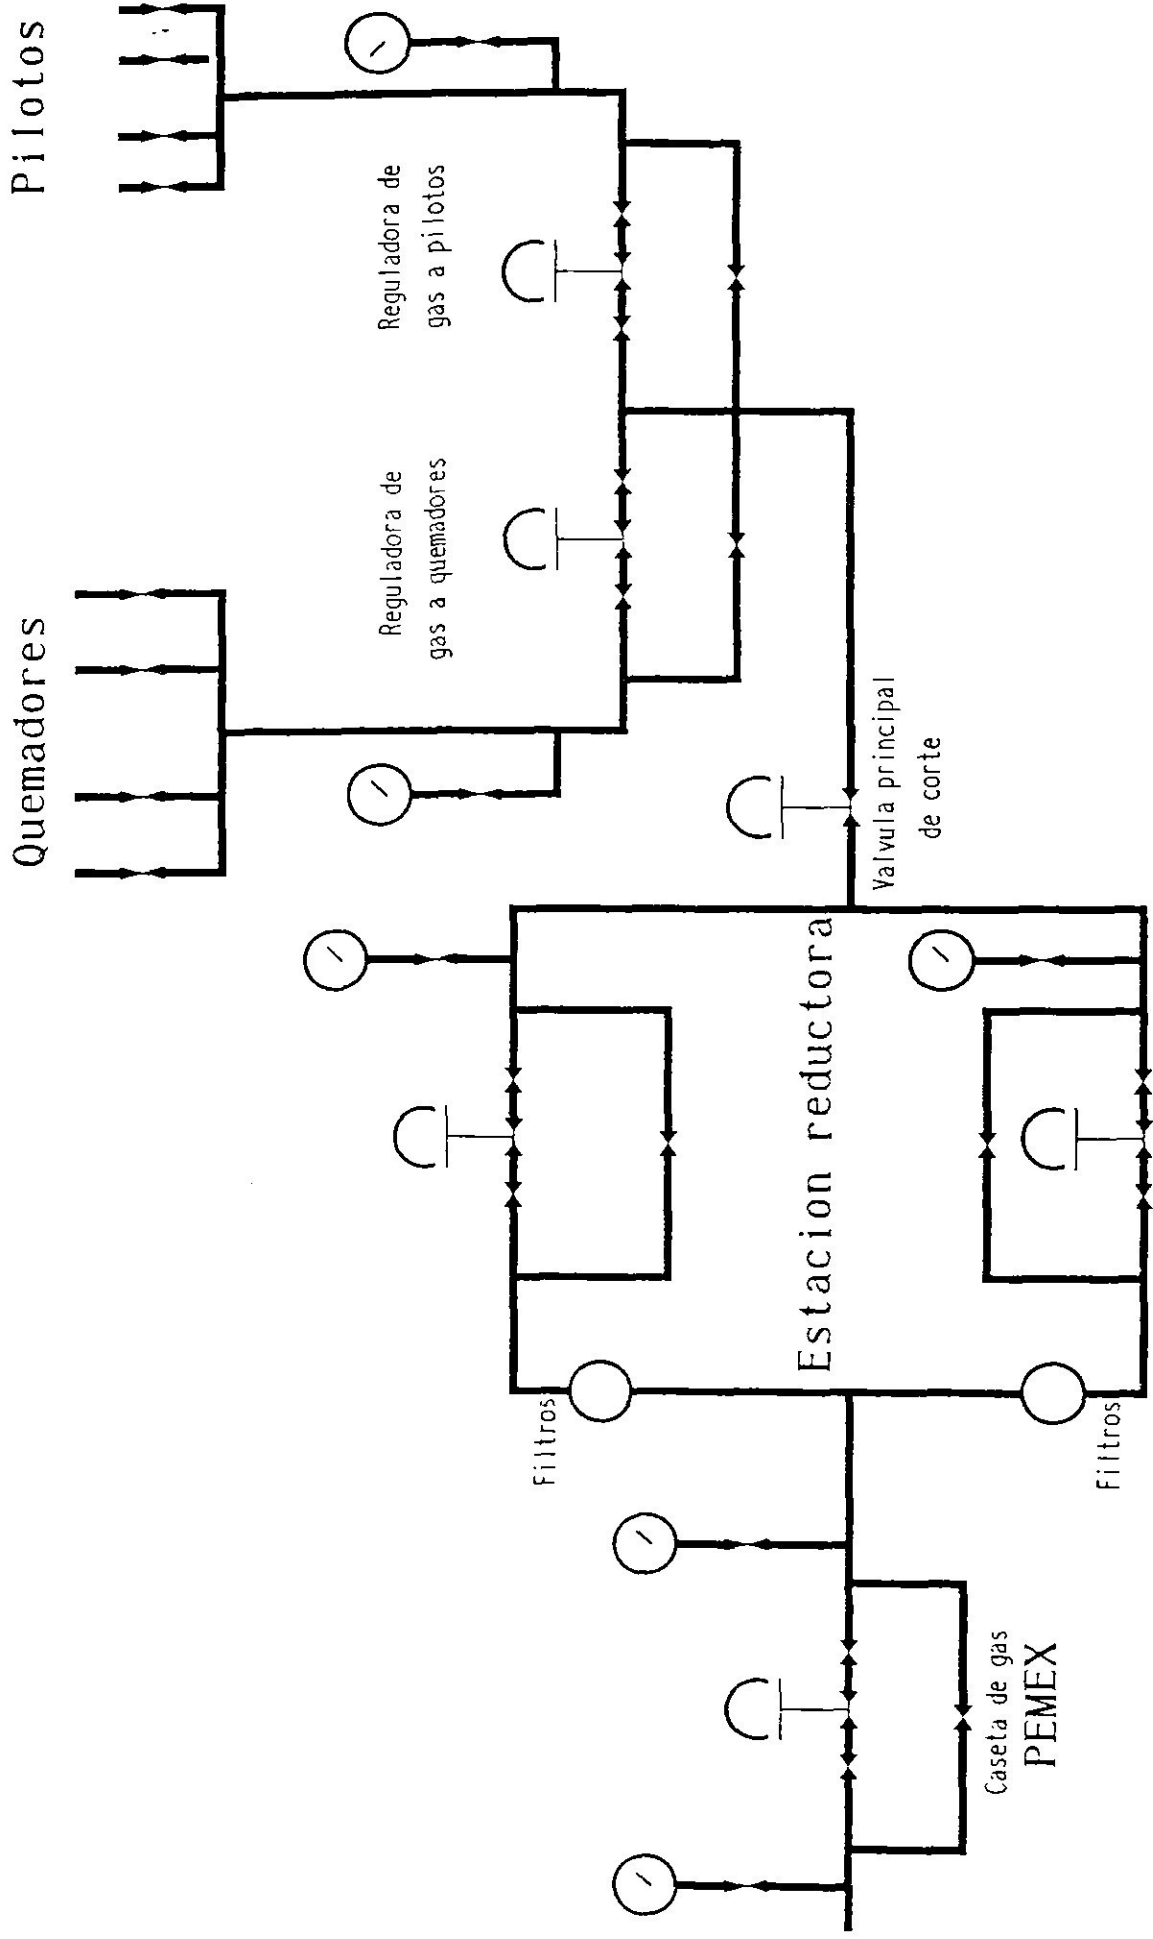 Quemadores
Pilotos
Reguladora de
gas a quemadores
Reguladora de
gas a pilotos
Filtros
Estacion reductora
Valvula principal
de corte
Caseta de gas
PEMEX
Filtros